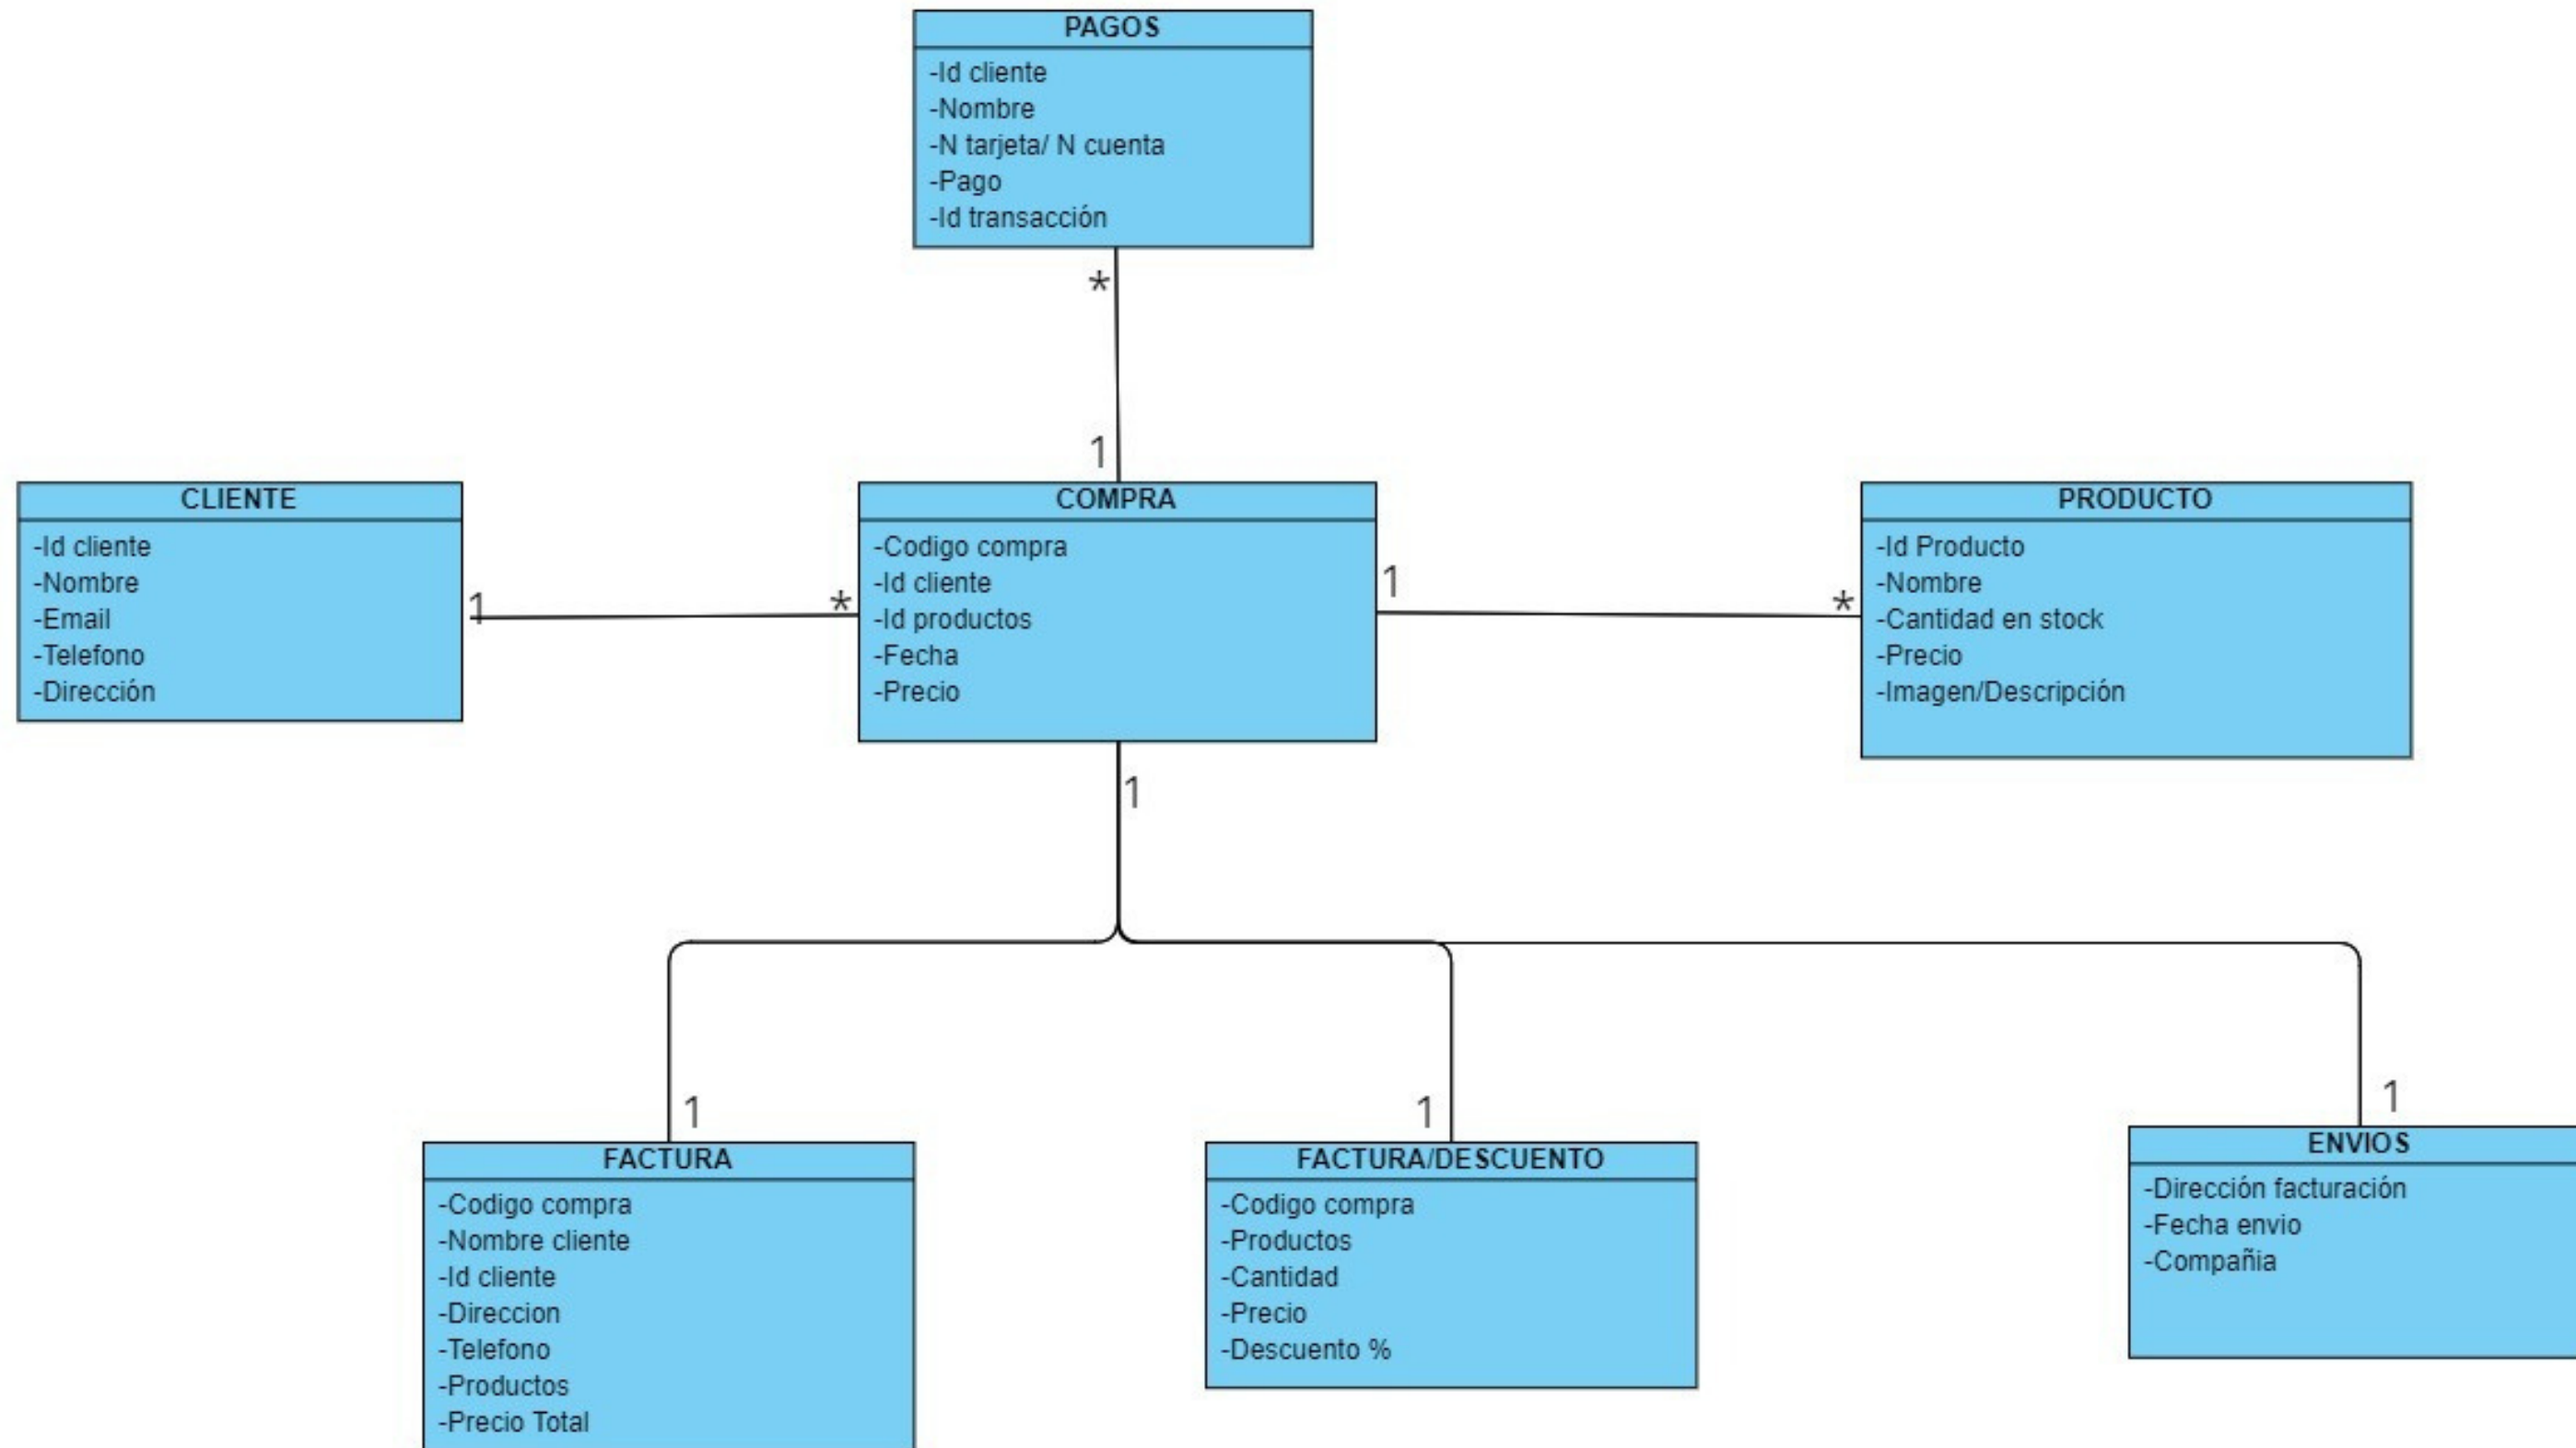 PAGOS
-Id cliente
-Nombre
-N tarjeta/ N cuenta
-Pago
-Id transacción
*
1
CLIENTE
-Id cliente
-Nombre
-Email
-Telefono
-Dirección
1
*
COMPRA
-Codigo compra
-Id cliente
-Id productos
-Fecha
-Precio
1
*
PRODUCTO
-Id Producto
-Nombre
-Cantidad en stock
-Precio
-Imagen/Descripción
1
1
FACTURA
-Codigo compra
-Nombre cliente
-Id cliente
-Direccion
-Telefono
-Productos
-Precio Total
1
FACTURA/DESCUENTO
-Codigo compra
-Productos
-Cantidad
-Precio
-Descuento %
1
ENVIOS
-Dirección facturación
-Fecha envio
-Compañia